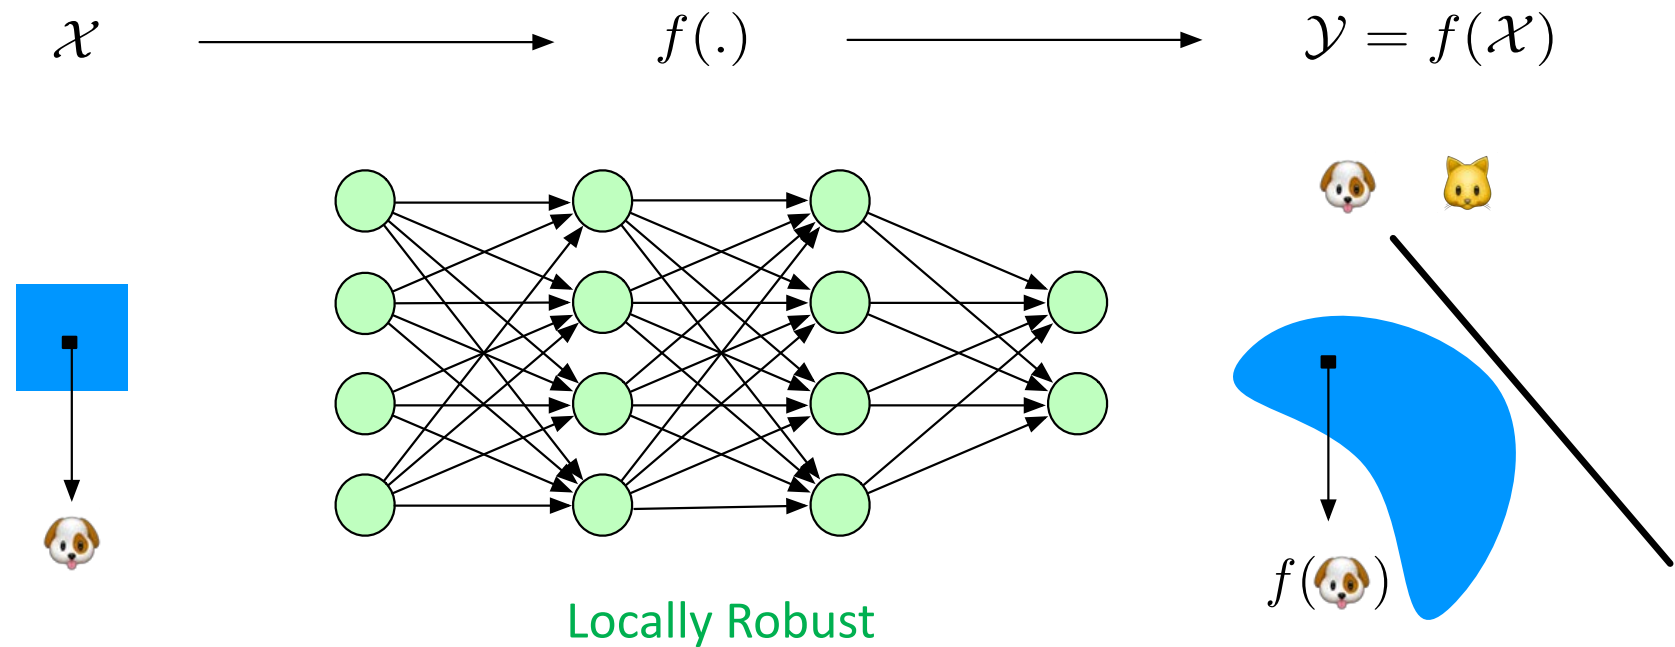 𝒳
f(.)
𝒴 = f(𝒳)
f(🐶)
Locally Robust